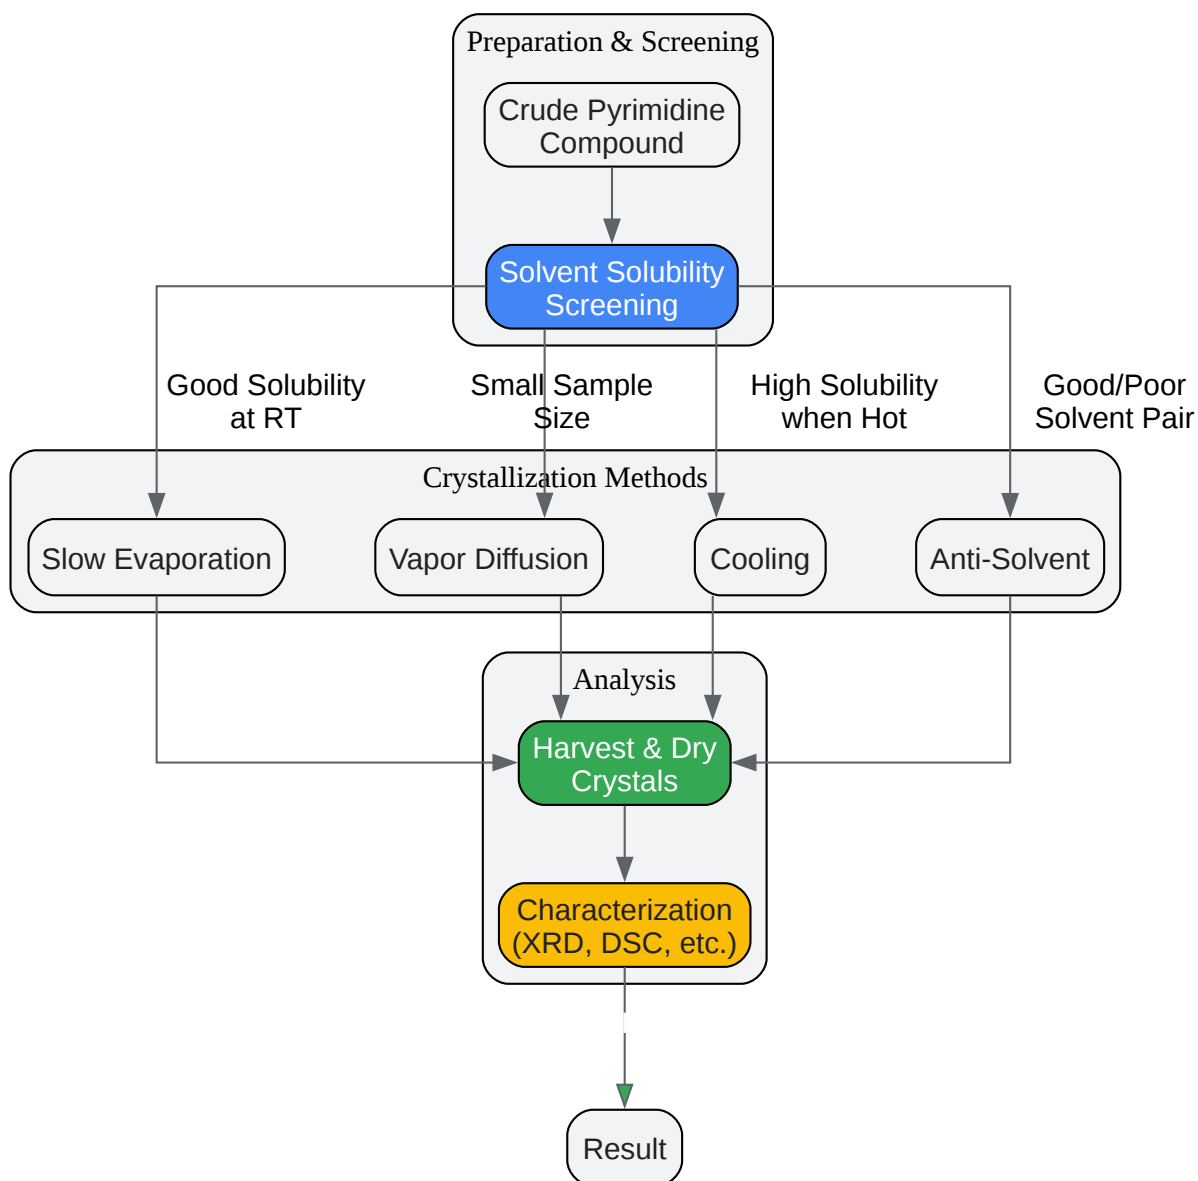 Preparation & Screening
Crude Pyrimidine
Compound
Solvent Solubility
Screening
Good Solubility
at RT
Small Sample
Size
High Solubility
when Hot
Good/Poor
Solvent Pair
Crystallization Methods
Slow Evaporation
Vapor Diffusion
Cooling
Anti-Solvent
Analysis
Harvest & Dry
Crystals
Characterization
(XRD, DSC, etc.)
Result